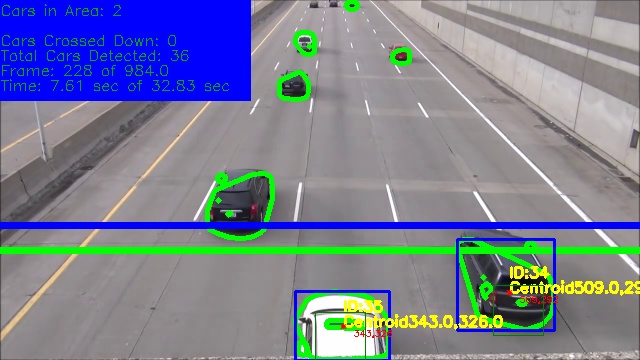 Cars in Area: 2
Cars Crossed Down: 0
Total Cars Detected: 36
Frame: 228 of 984.0
Time: 7.61 sec of 32.83 sec
ID:34
Centroid509.0,29
ID:35
Centroid343.0,326.0